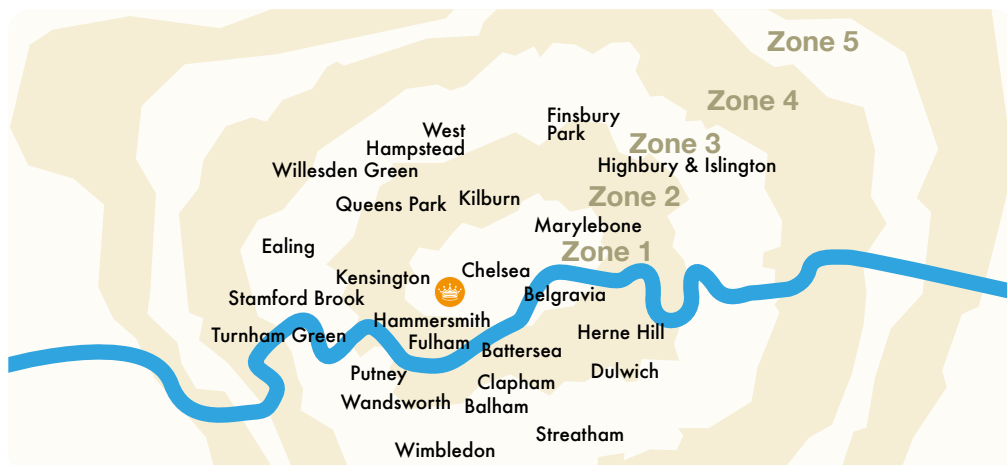 Zone 5
Zone 4
Finsbury
Park
West
Hampstead
Zone 3
Highbury & Islington
Willesden Green
Zone 2
Kilburn
Queens Park
Marylebone
Ealing
Zone 1
Chelsea
Kensington
Belgravia
Stamford Brook
Hammersmith
Turnham Green
Herne Hill
Fulham
Battersea
Putney
Dulwich
Clapham
Wandsworth
Balham
Streatham
Wimbledon